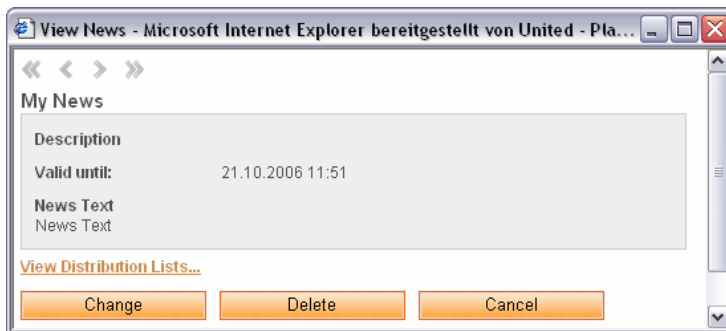 View News - Microsoft Internet Explorer bereitgestellt von United - Pla...
My News
Description
Valid until: 21.10.2006 11:51
News Text
News Text
View Distribution Lists...
Change Delete Cancel